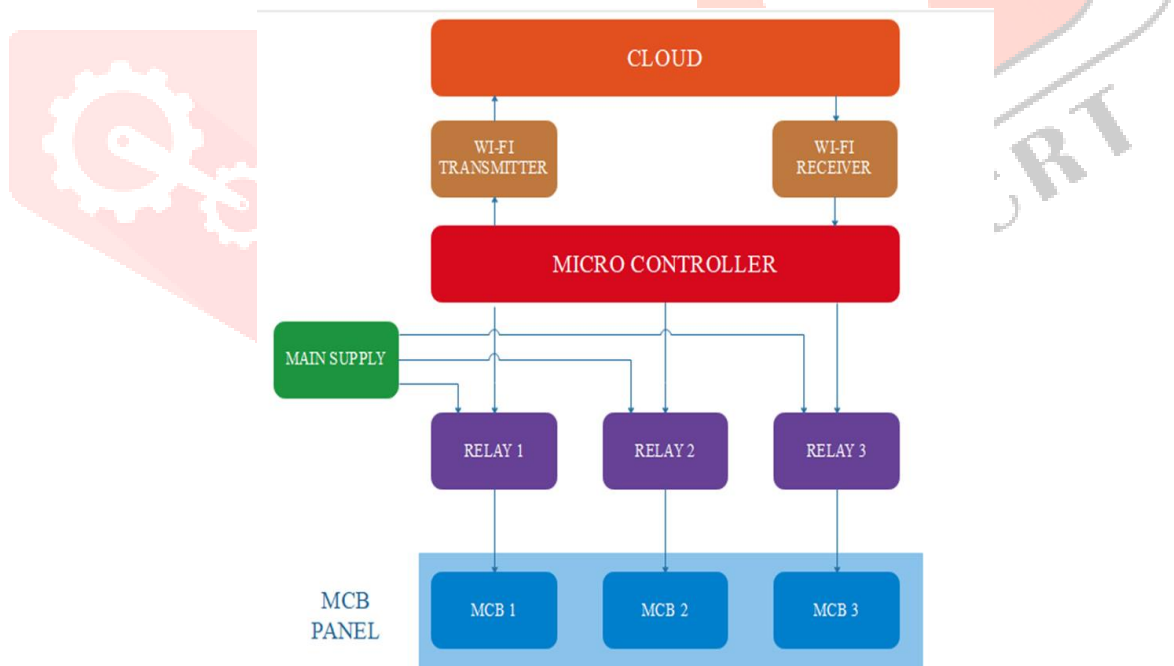 CLOUD
WI-FI
TRANSMITTER
WI-FI
RECEIVER
MICRO CONTROLLER
MAIN SUPPLY
RELAY 1
RELAY 2
RELAY 3
MCB
PANEL
MCB 1
MCB 2
MCB 3